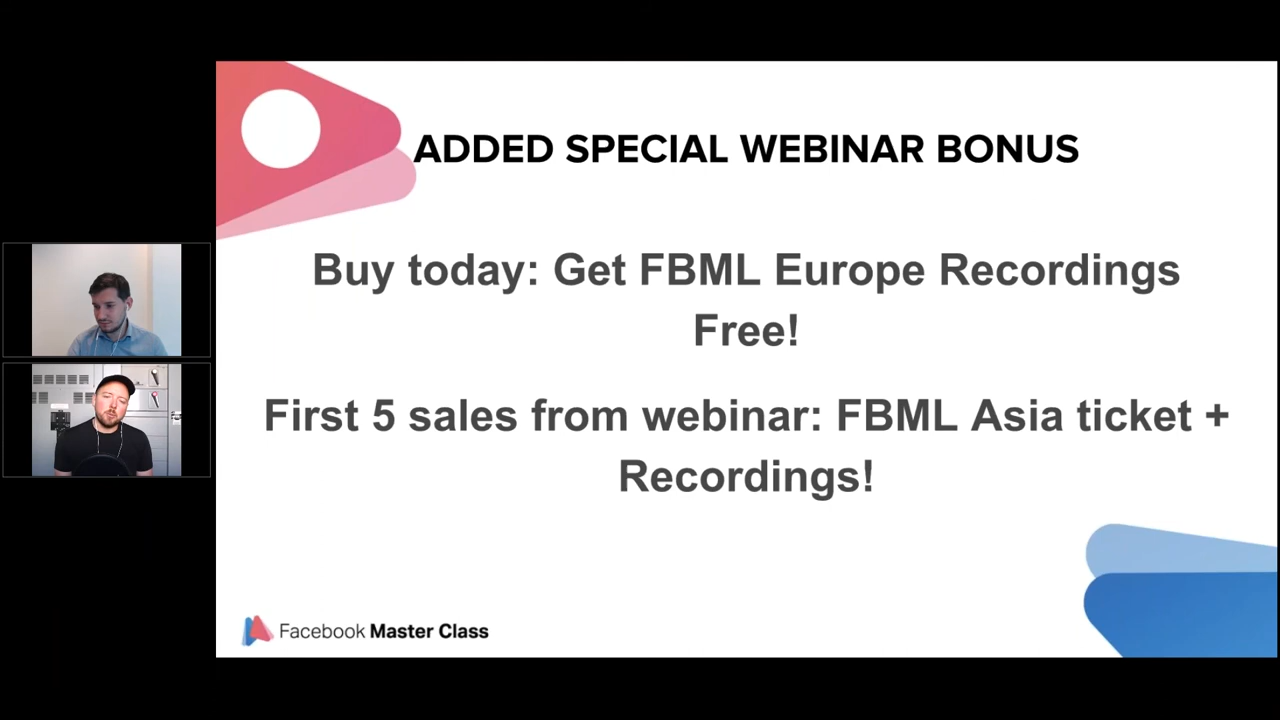 ADDED SPECIAL WEBINAR BONUS
Buy today: Get FBML Europe Recordings
Free!
First 5 sales from webinar: FBML Asia ticket +
Recordings!
Facebook Master Class